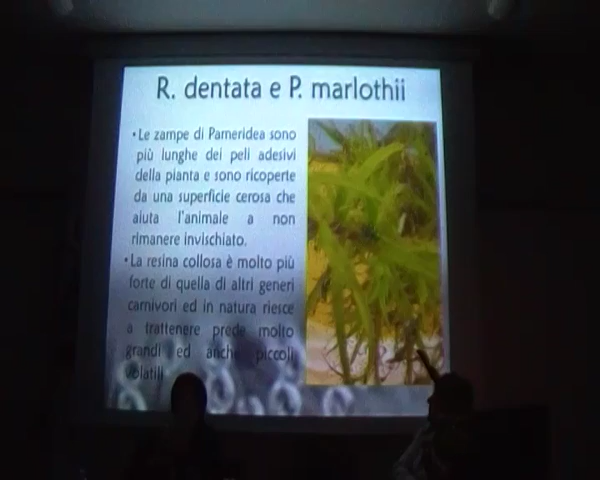 R. dentata e P. marlothii
• Le zampe di Pameridea sono
più lunghe dei peli adesivi
della pianta e sono ricoperte
da una superficie cerosa che
aiuta l'animale a non
rimanere invischiato.
• La resina collosa è molto più
forte di quella di altri generi
carnivori ed in natura riesce
a trattenere prede molto
grandi ed anche piccoli
volatili